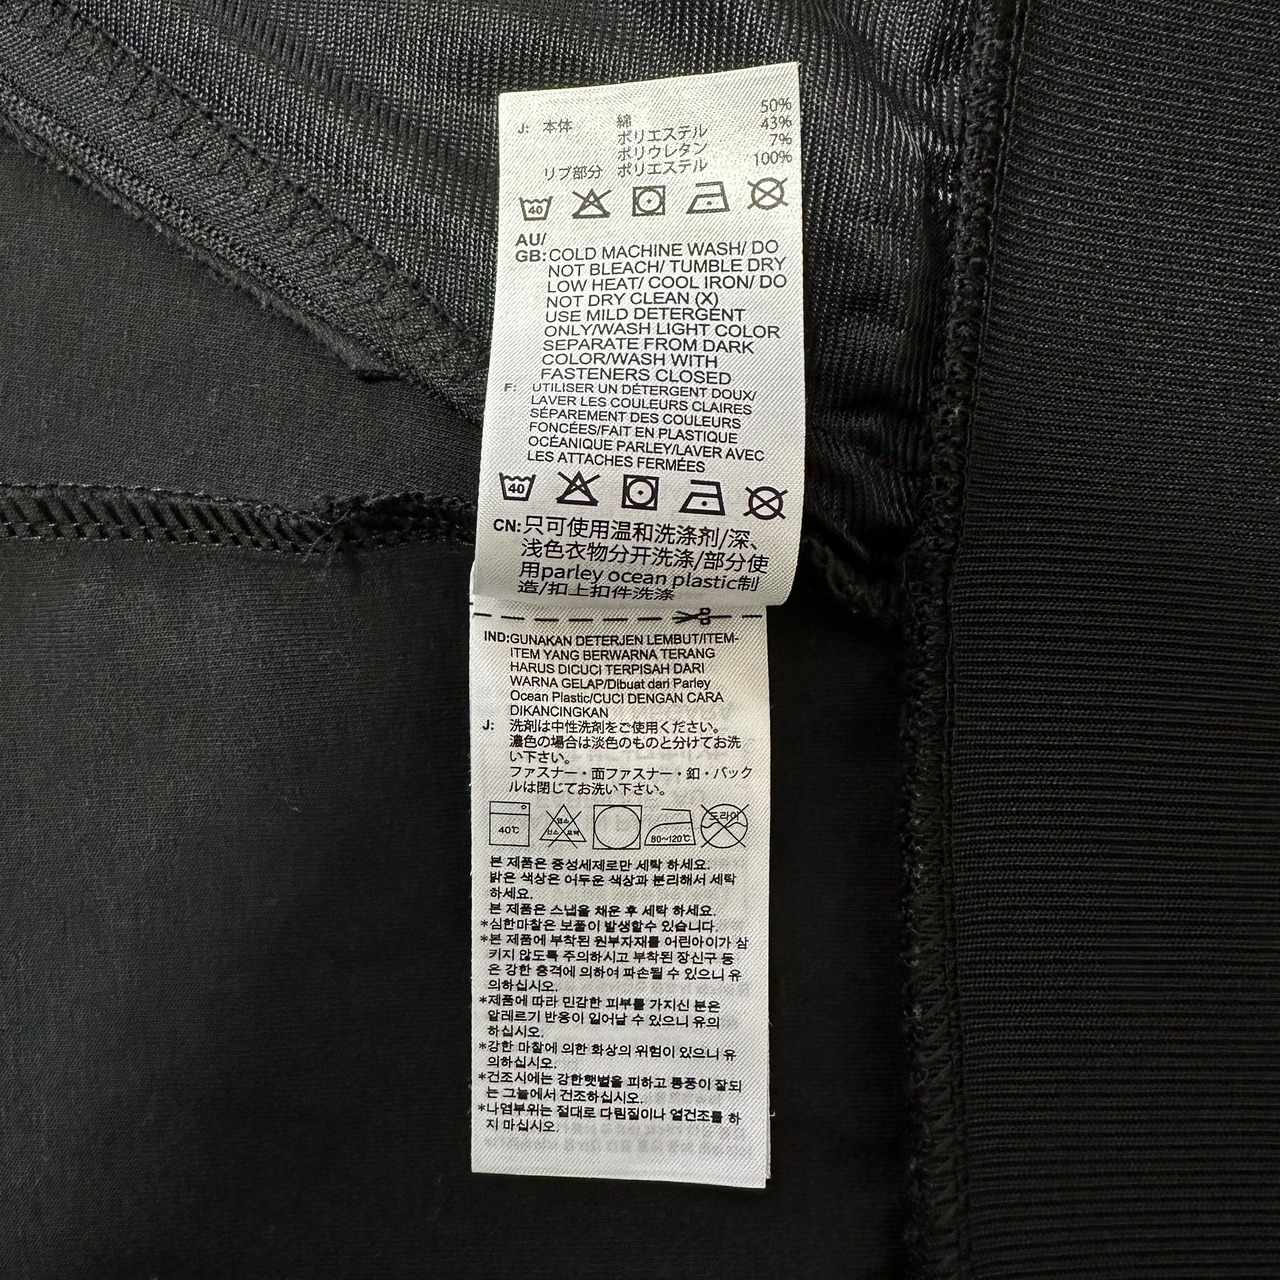 J: 本体 綿 50%
ポリエステル 43%
ポリウレタン 7%
リブ部分 ポリエステル 100%
40
AU/
GB: COLD MACHINE WASH/ DO
NOT BLEACH/ TUMBLE DRY
LOW HEAT/ COOL IRON/ DO
NOT DRY CLEAN (X)
USE MILD DETERGENT
ONLY/WASH LIGHT COLOR
SEPARATE FROM DARK
COLOR/WASH WITH
FASTENERS CLOSED
F: UTILISER UN DÉTERGENT DOUX/
LAVER LES COULEURS CLAIRES
SÉPAREMENT DES COULEURS
FONCÉES/FAIT EN PLASTIQUE
OCÉANIQUE PARLEY/LAVER AVEC
LES ATTACHES FERMÉES
40
CN: 只可使用温和洗涤剂/深、
浅色衣物分开洗涤/部分使
用parley ocean plastic制
造/扣上扣件洗涤
IND: GUNAKAN DETERJEN LEMBUT/ITEM-
ITEM YANG BERWARNA TERANG
HARUS DICUCI TERPISAH DARI
WARNA GELAP/Dibuat dari Parley
Ocean Plastic/CUCI DENGAN CARA
DIKANCINGKAN
J: 洗剤は中性洗剤をご使用ください。
濃色の場合は淡色のものと分けてお洗
い下さい。
ファスナー・面ファスナー・釦・バック
ルは閉じてお洗い下さい。
40℃ 염소 산소 표백 80~120℃ 드라이
본 제품은 중성세제로만 세탁 하세요.
밝은 색상은 어두운 색상과 분리해서 세탁
하세요.
본 제품은 스냅을 채운 후 세탁 하세요.
*심한마찰은 보풀이 발생할수 있습니다.
*본 제품에 부착된 원부자재를 어린아이가 삼
키지 않도록 주의하시고 부착된 장신구 등
은 강한 충격에 의하여 파손될 수 있으니 유
의하십시오.
*제품에 따라 민감한 피부를 가지신 분은
알레르기 반응이 일어날 수 있으니 유의
하십시오.
*강한 마찰에 의한 화상의 위험이 있으니 유
의하십시오.
*건조시에는 강한햇볕을 피하고 통풍이 잘되
는 그늘에서 건조하십시오.
*나염부위는 절대로 다림질이나 열건조를 하
지 마십시오.